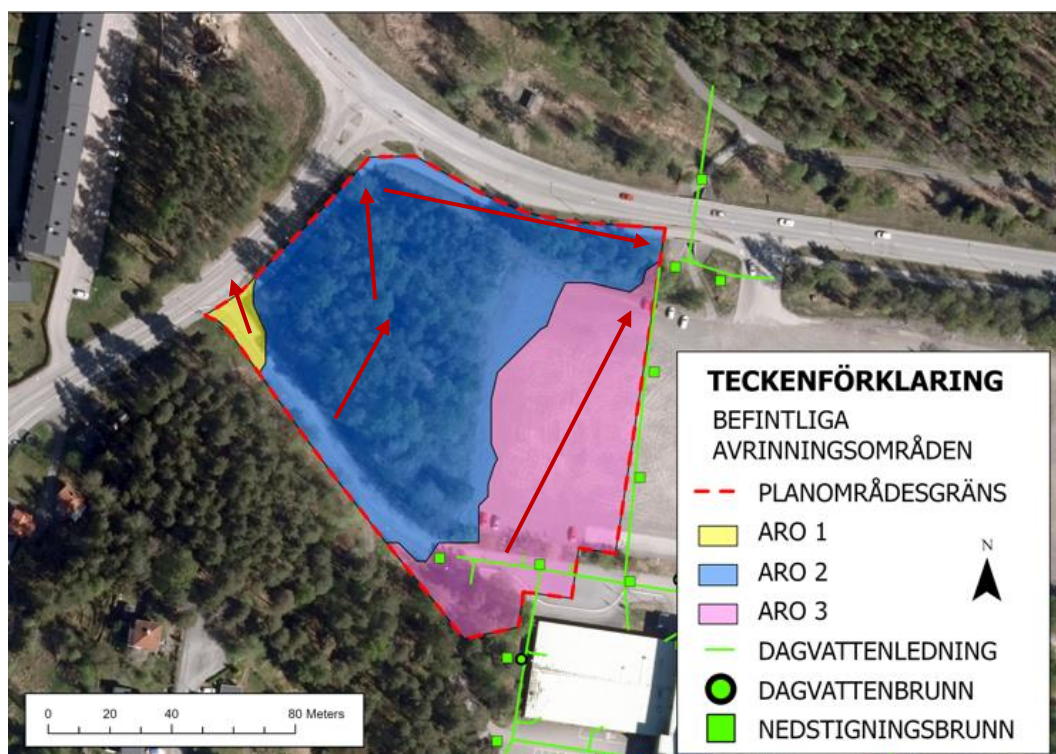 TECKENFÖRKLARING
BEFINTLIGA
AVRINNINGSOMRÅDEN
PLANOMRÅDESGRÄNS
ARO 1
ARO 2
ARO 3
DAGVATTENLEDNING
DAGVATTENBRUNN
NEDSTIGNINGSBRUNN
N
0 20 40 80 Meters